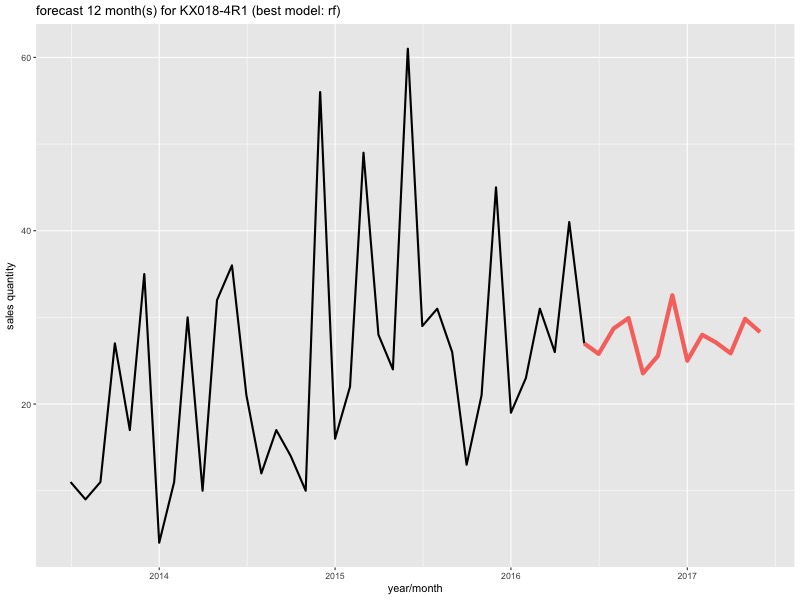 forecast 12 month(s) for KX018-4R1 (best model: rf)
60
40
20
sales quantity
2014
2015
2016
2017
year/month